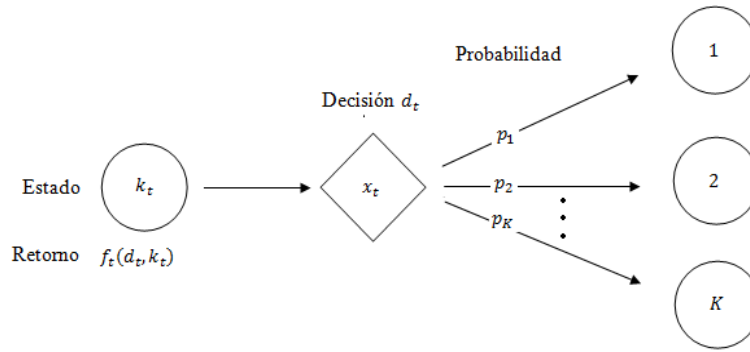 Probabilidad
1
Decisión d_t
p_1
Estado k_t x_t p_2 2
p_K
Retorno f_t(d_t,k_t)
K